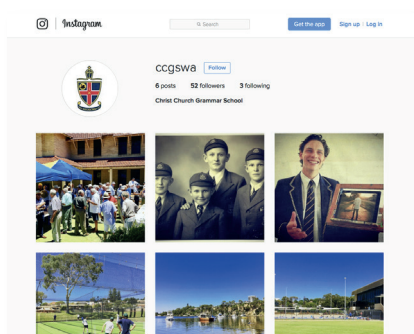 Instagram
Search
Get the app
Sign up | Log in
ccgswa
Follow
6 posts 52 followers 3 following
Christ Church Grammar School